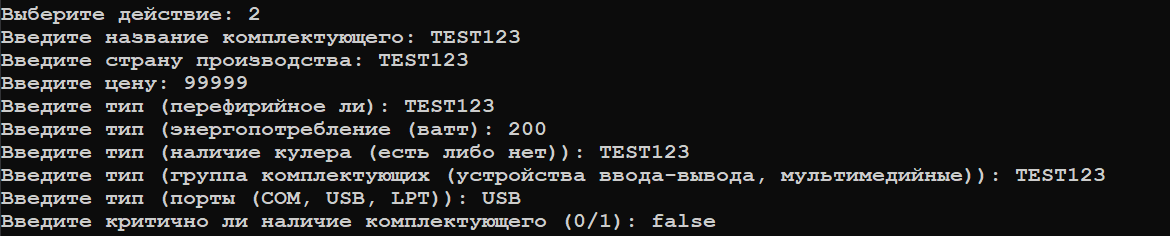 Выберите действие: 2
Введите название комплектующего: TEST123
Введите страну производства: TEST123
Введите цену: 99999
Введите тип (перефирийное ли): TEST123
Введите тип (энергопотребление (ватт): 200
Введите тип (наличие кулера (есть либо нет)): TEST123
Введите тип (группа комплектующих (устройства ввода-вывода, мультимедийные)): TEST123
Введите тип (порты (COM, USB, LPT)): USB
Введите критично ли наличие комплектующего (0/1): false